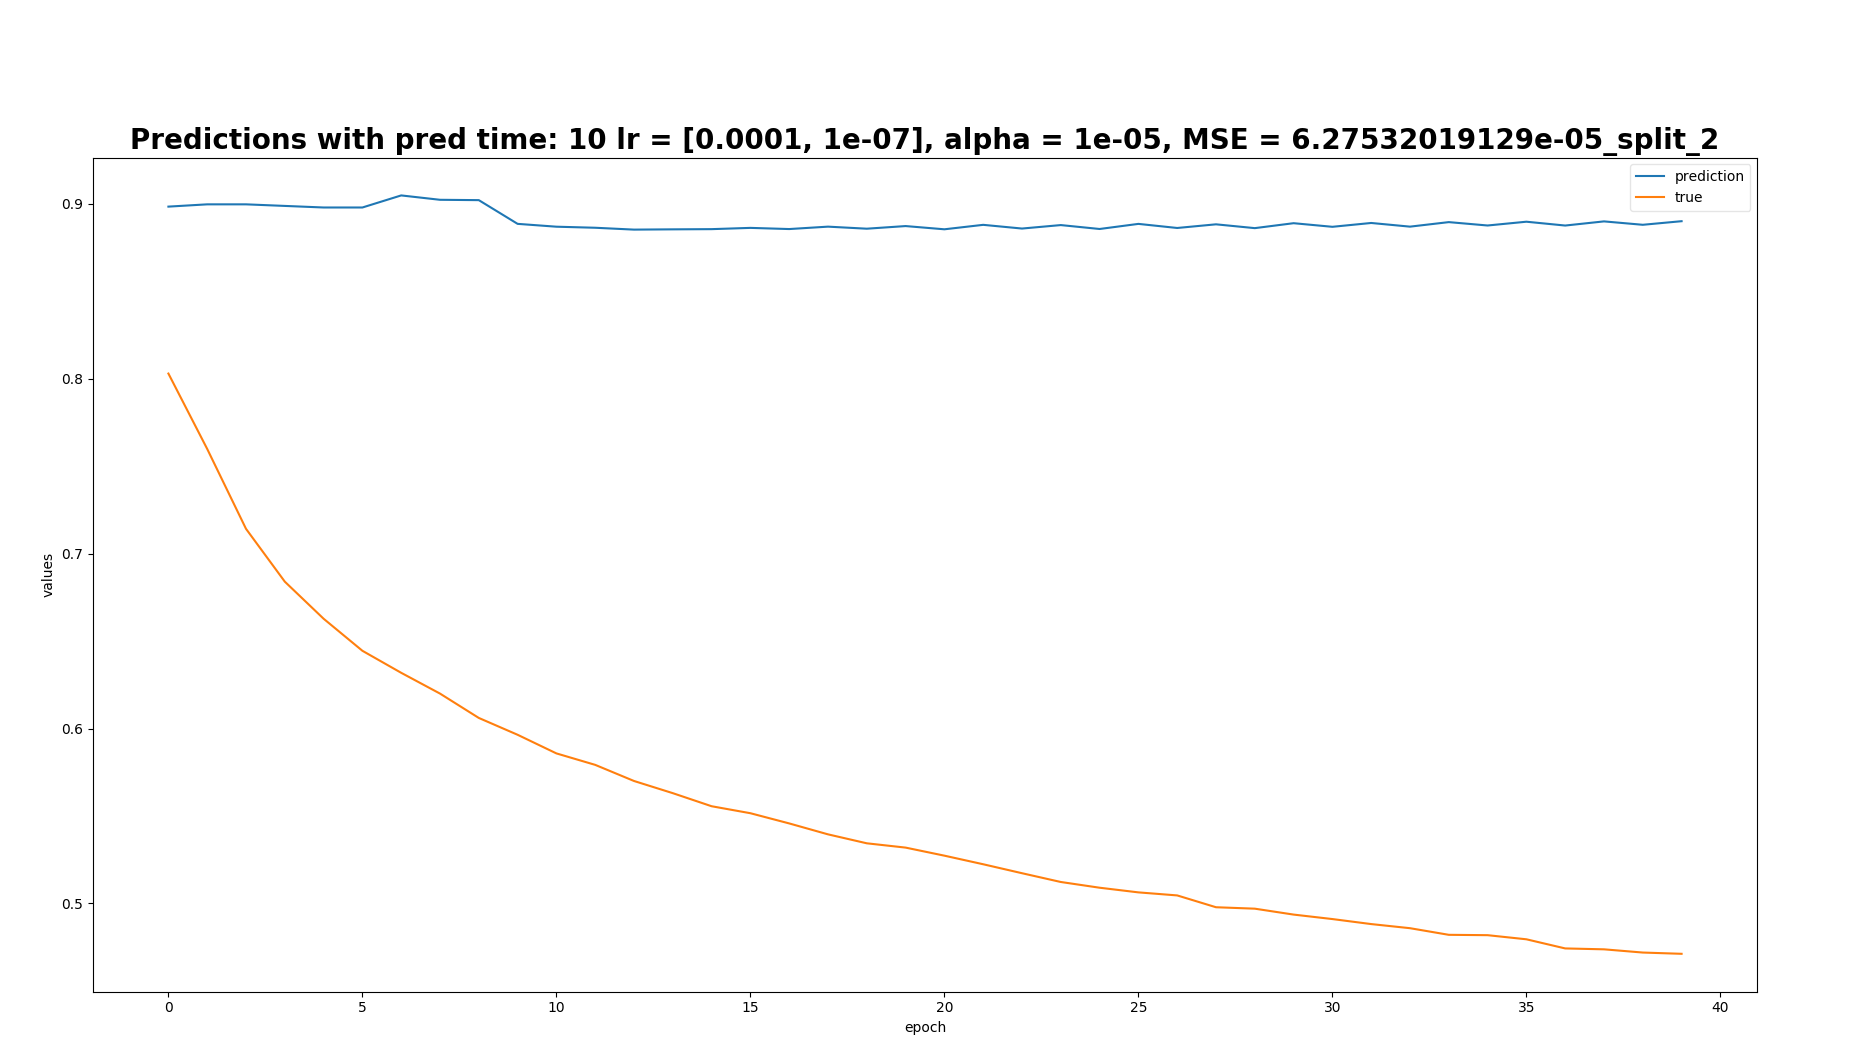 Predictions with pred time: 10 lr = [0.0001, 1e-07], alpha = 1e-05, MSE = 6.27532019129e-05_split_2
prediction
true
0.9
0.8
0.7
0.6
0.5
values
0 5 10 15 20 25 30 35 40
epoch